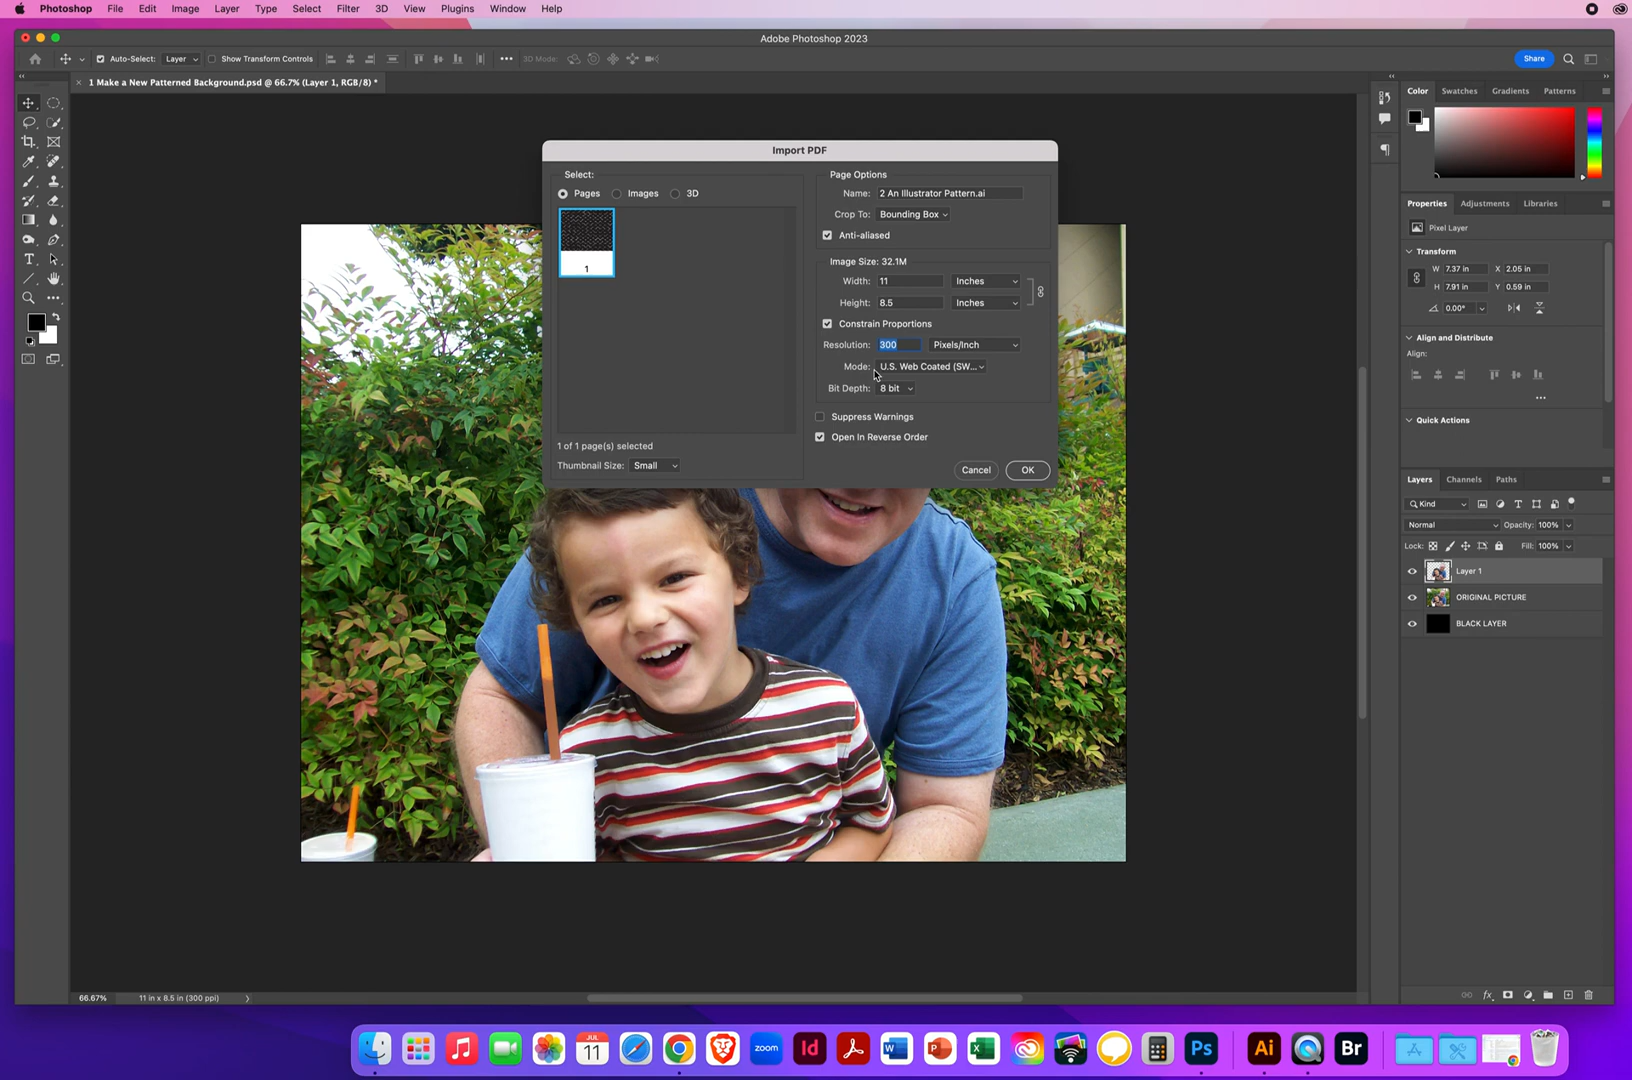 Photoshop File Edit Image Layer Type Select Filter 3D View Plugins Window Help
Adobe Photoshop 2023
Auto-Select: Layer Show Transform Controls 3D Mode: Share
1 Make a New Patterned Background.psd @ 66.7% (Layer 1, RGB/8) *
Import PDF
Select:
Pages Images 3D
1
1 of 1 page(s) selected
Thumbnail Size: Small
Page Options
Name: 2 An Illustrator Pattern.ai
Crop To: Bounding Box
Anti-aliased
Image Size: 32.1M
Width: 11 Inches
Height: 8.5 Inches
Constrain Proportions
Resolution: 300 Pixels/Inch
Mode: U.S. Web Coated (SW...
Bit Depth: 8 bit
Suppress Warnings
Open In Reverse Order
Cancel OK
Color Swatches Gradients Patterns
Properties Adjustments Libraries
Pixel Layer
Transform
W 7.37 in X 2.05 in
H 7.91 in Y 0.59 in
0.00°
Align and Distribute
Align:
Quick Actions
Layers Channels Paths
Kind
Normal Opacity: 100%
Lock: Fill: 100%
Layer 1
ORIGINAL PICTURE
BLACK LAYER
fx
66.67% 11 in x 8.5 in (300 ppi)
JUL
11
zoom
Id
W
P
X
Ps
Ai
Br